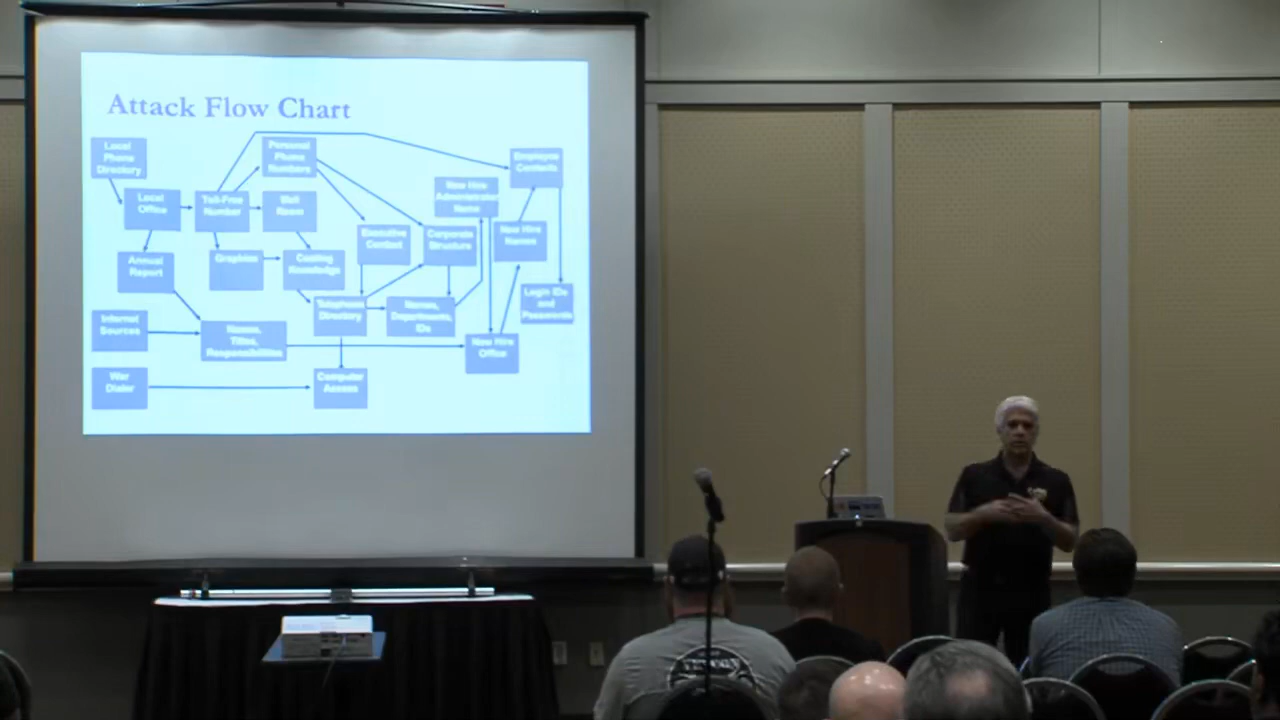 Attack Flow Chart
Local
Phone
Directory
Personal
Phone
Numbers
Employee
Contacts
Local
Office
Toll-Free
Number
Mail
Room
New Hire
Administrator
Name
Executive
Contact
Corporate
Structure
New Hire
Names
Annual
Report
Graphics
Costing
Knowledge
Telephone
Directory
Names,
Departments,
IDs
Login IDs
and
Passwords
Internet
Sources
Names,
Titles,
Responsibilities
New Hire
Office
War
Dialer
Computer
Access